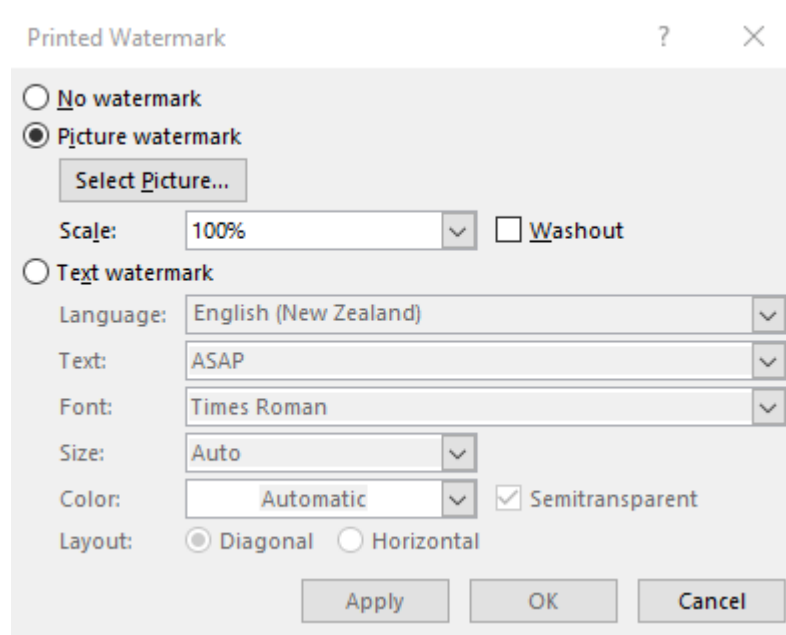 Printed Watermark ?
No watermark
Picture watermark
Select Picture...
Scale: 100% Washout
Text watermark
Language: English (New Zealand)
Text: ASAP
Font: Times Roman
Size: Auto
Color: Automatic Semitransparent
Layout: Diagonal Horizontal
Apply OK Cancel